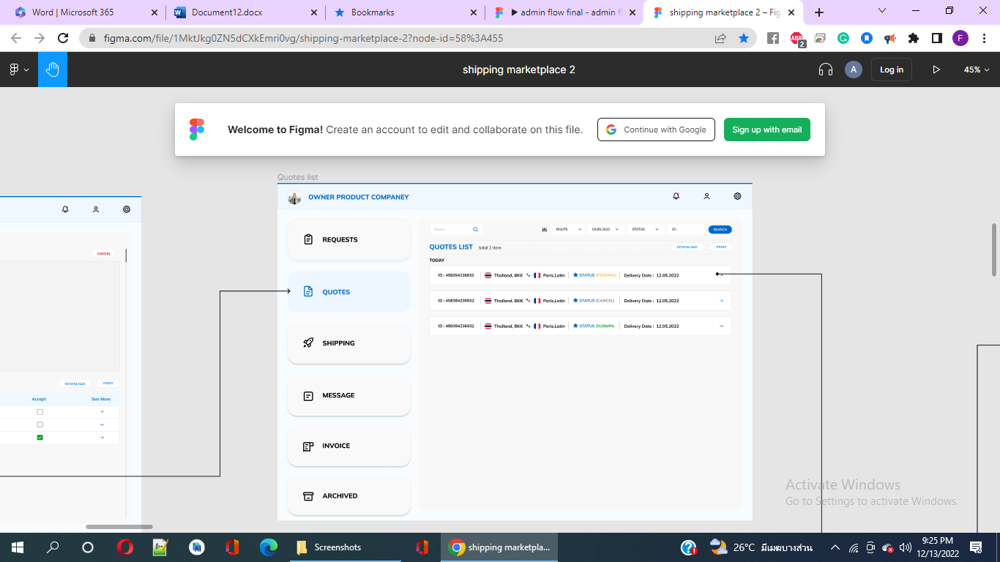 Word | Microsoft 365
Document12.docx
Bookmarks
admin flow final - admin fl
shipping marketplace 2 – Fig
figma.com/file/1MktJkg0ZN5dCXkEmri0vg/shipping-marketplace-2?node-id=58%3A455
ABP
2
F
shipping marketplace 2
A
Log in
45%
Welcome to Figma! Create an account to edit and collaborate on this file.
Continue with Google
Sign up with email
Quotes list
OWNER PRODUCT COMPANEY
REQUESTS
QUOTES
SHIPPING
MESSAGE
INVOICE
ARCHIVED
Search
ROUTE
03.05.2022
STATUS
ID :
SEARCH
QUOTES LIST total 2 item
DOWNLOAD
PRINT
TODAY
ID : 458394236932 Thailand, BKK Paris,Latin STATUS (PENDING) Delivery Date : 12.05.2022
ID : 458394236932 Thailand, BKK Paris,Latin STATUS (CANCEL) Delivery Date : 12.05.2022
ID : 458394236932 Thailand, BKK Paris,Latin STATUS (SUBMIN) Delivery Date : 12.05.2022
CANCEL
DOWNLOAD
PRINT
Accept
See More
Activate Windows
Go to Settings to activate Windows.
Screenshots
shipping marketpla...
26°C มีเมฆบางส่วน
9:25 PM
12/13/2022